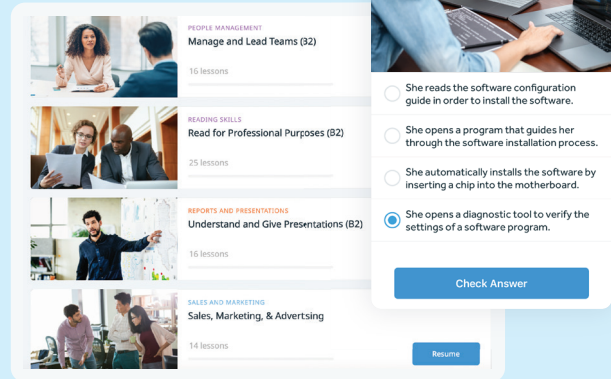 PEOPLE MANAGEMENT
Manage and Lead Teams (B2)
16 lessons
READING SKILLS
Read for Professional Purposes (B2)
25 lessons
REPORTS AND PRESENTATIONS
Understand and Give Presentations (B2)
16 lessons
SALES AND MARKETING
Sales, Marketing, & Advertsing
14 lessons
Resume
She reads the software configuration
guide in order to install the software.
She opens a program that guides her
through the software installation process.
She automatically installs the software by
inserting a chip into the motherboard.
She opens a diagnostic tool to verify the
settings of a software program.
Check Answer